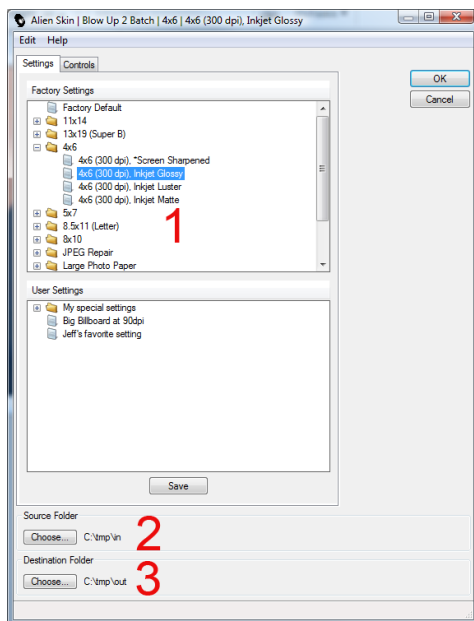 Alien Skin | Blow Up 2 Batch | 4x6 | 4x6 (300 dpi), Inkjet Glossy
Edit Help
Settings Controls
OK
Cancel
Factory Settings
Factory Default
11x14
13x19 (Super B)
4x6
4x6 (300 dpi), *Screen Sharpened
4x6 (300 dpi), Inkjet Glossy
4x6 (300 dpi), Inkjet Luster
4x6 (300 dpi), Inkjet Matte
5x7
8.5x11 (Letter)
8x10
JPEG Repair
Large Photo Paper
1
User Settings
My special settings
Big Billboard at 90dpi
Jeff's favorite setting
Save
Source Folder
Choose... C:\tmp\in
2
Destination Folder
Choose... C:\tmp\out
3